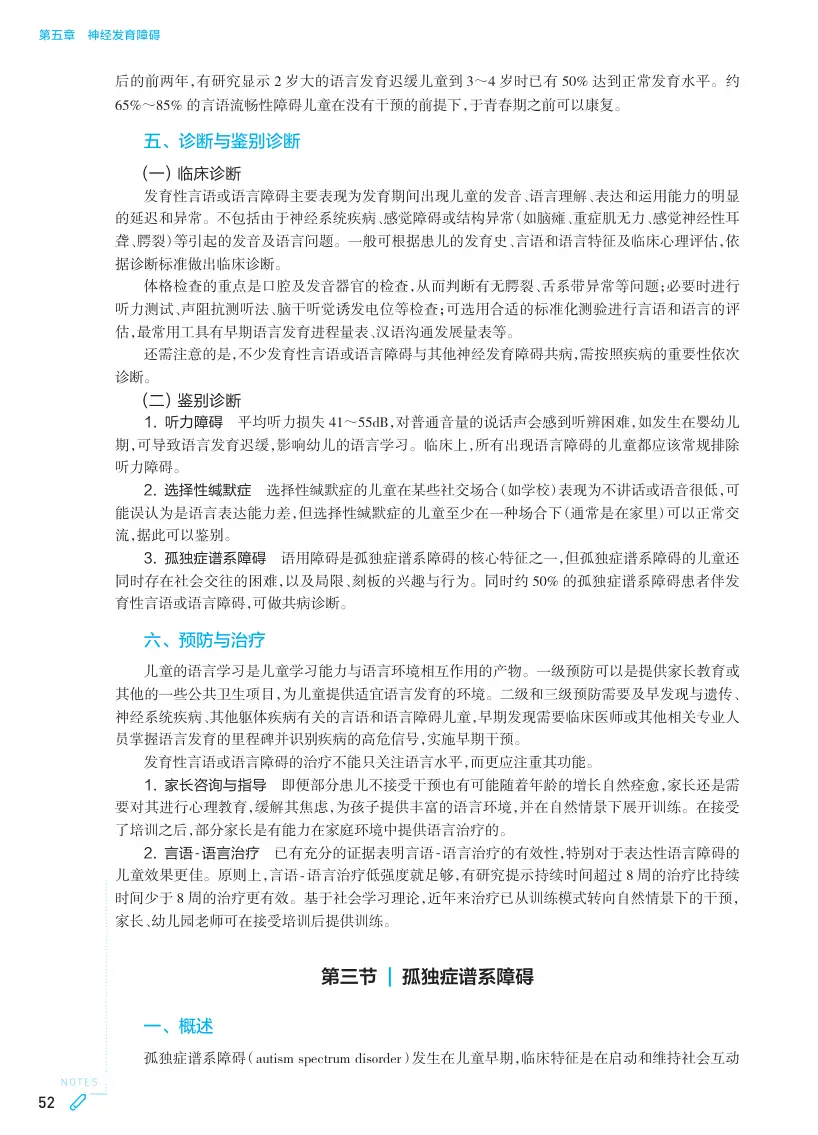 第五章 神经发育障碍
后的前两年,有研究显示 2 岁大的语言发育迟缓儿童到 3～4 岁时已有 50% 达到正常发育水平。约
65%～85% 的言语流畅性障碍儿童在没有干预的前提下,于青春期之前可以康复。
五、诊断与鉴别诊断
(一) 临床诊断
发育性言语或语言障碍主要表现为发育期间出现儿童的发音、语言理解、表达和运用能力的明显
的延迟和异常。不包括由于神经系统疾病、感觉障碍或结构异常(如脑瘫、重症肌无力、感觉神经性耳
聋、腭裂)等引起的发音及语言问题。一般可根据患儿的发育史、言语和语言特征及临床心理评估,依
据诊断标准做出临床诊断。
体格检查的重点是口腔及发音器官的检查,从而判断有无腭裂、舌系带异常等问题;必要时进行
听力测试、声阻抗测听法、脑干听觉诱发电位等检查;可选用合适的标准化测验进行言语和语言的评
估,最常用工具有早期语言发育进程量表、汉语沟通发展量表等。
还需注意的是,不少发育性言语或语言障碍与其他神经发育障碍共病,需按照疾病的重要性依次
诊断。
(二) 鉴别诊断
1. 听力障碍 平均听力损失 41～55dB,对普通音量的说话声会感到听辨困难,如发生在婴幼儿
期,可导致语言发育迟缓,影响幼儿的语言学习。临床上,所有出现语言障碍的儿童都应该常规排除
听力障碍。
2. 选择性缄默症 选择性缄默症的儿童在某些社交场合(如学校)表现为不讲话或语音很低,可
能误认为是语言表达能力差,但选择性缄默症的儿童至少在一种场合下(通常是在家里)可以正常交
流,据此可以鉴别。
3. 孤独症谱系障碍 语用障碍是孤独症谱系障碍的核心特征之一,但孤独症谱系障碍的儿童还
同时存在社会交往的困难,以及局限、刻板的兴趣与行为。同时约 50% 的孤独症谱系障碍患者伴发
育性言语或语言障碍,可做共病诊断。
六、预防与治疗
儿童的语言学习是儿童学习能力与语言环境相互作用的产物。一级预防可以是提供家长教育或
其他的一些公共卫生项目,为儿童提供适宜语言发育的环境。二级和三级预防需要及早发现与遗传、
神经系统疾病、其他躯体疾病有关的言语和语言障碍儿童,早期发现需要临床医师或其他相关专业人
员掌握语言发育的里程碑并识别疾病的高危信号,实施早期干预。
发育性言语或语言障碍的治疗不能只关注语言水平,而更应注重其功能。
1. 家长咨询与指导 即便部分患儿不接受干预也有可能随着年龄的增长自然痊愈,家长还是需
要对其进行心理教育,缓解其焦虑,为孩子提供丰富的语言环境,并在自然情景下展开训练。在接受
了培训之后,部分家长是有能力在家庭环境中提供语言治疗的。
2. 言语-语言治疗 已有充分的证据表明言语-语言治疗的有效性,特别对于表达性语言障碍的
儿童效果更佳。原则上,言语-语言治疗低强度就足够,有研究提示持续时间超过 8 周的治疗比持续
时间少于 8 周的治疗更有效。基于社会学习理论,近年来治疗已从训练模式转向自然情景下的干预,
家长、幼儿园老师可在接受培训后提供训练。
第三节 | 孤独症谱系障碍
一、概述
孤独症谱系障碍(autism spectrum disorder)发生在儿童早期,临床特征是在启动和维持社会互动
NOTES
52